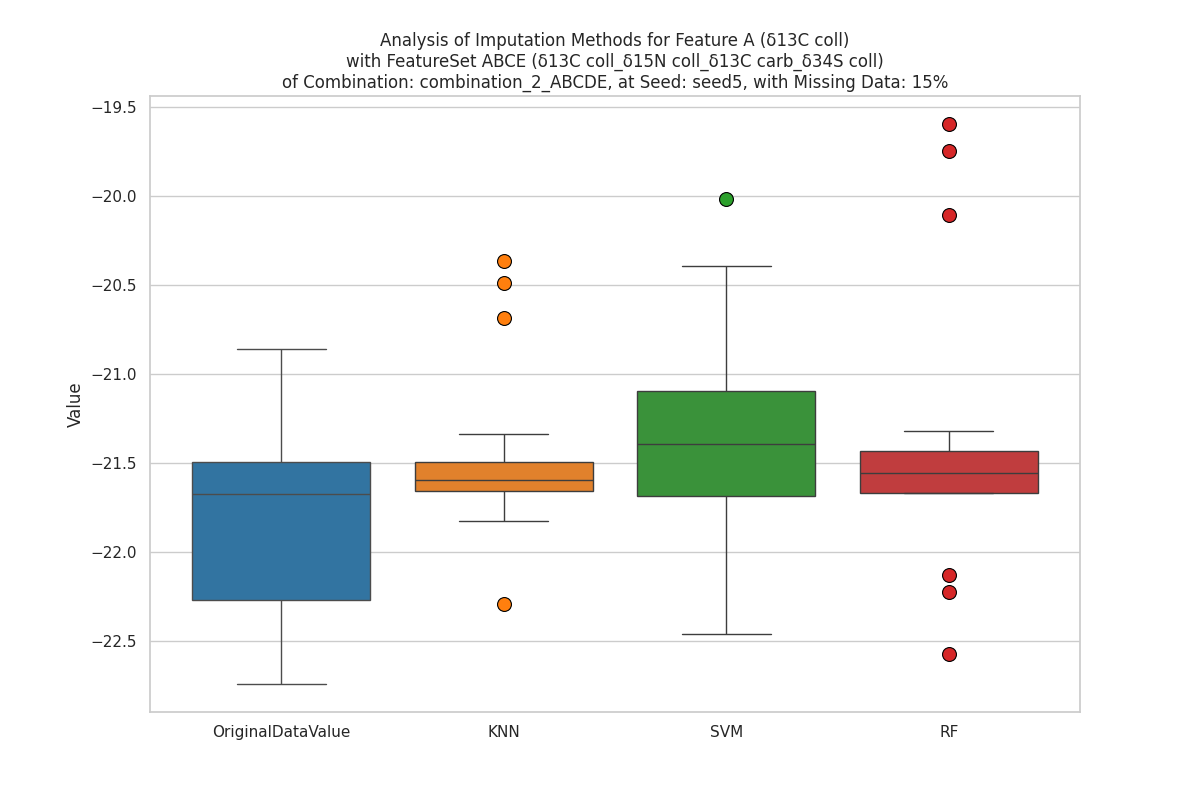 Analysis of Imputation Methods for Feature A (δ13C coll)
with FeatureSet ABCE (δ13C coll_δ15N coll_δ13C carb_δ34S coll)
of Combination: combination_2_ABCDE, at Seed: seed5, with Missing Data: 15%
−19.5
−20.0
−20.5
−21.0
−21.5
−22.0
−22.5
Value
OriginalDataValue
KNN
SVM
RF